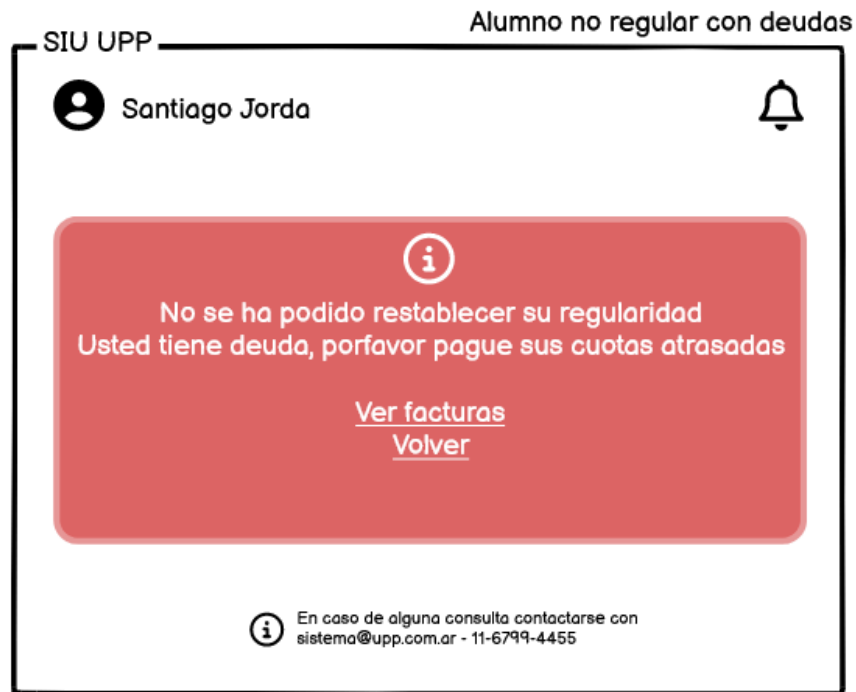 Alumno no regular con deudas
SIU UPP
Santiago Jorda
No se ha podido restablecer su regularidad
Usted tiene deuda, porfavor pague sus cuotas atrasadas
Ver facturas
Volver
En caso de alguna consulta contactarse con
sistema@upp.com.ar - 11-6799-4455